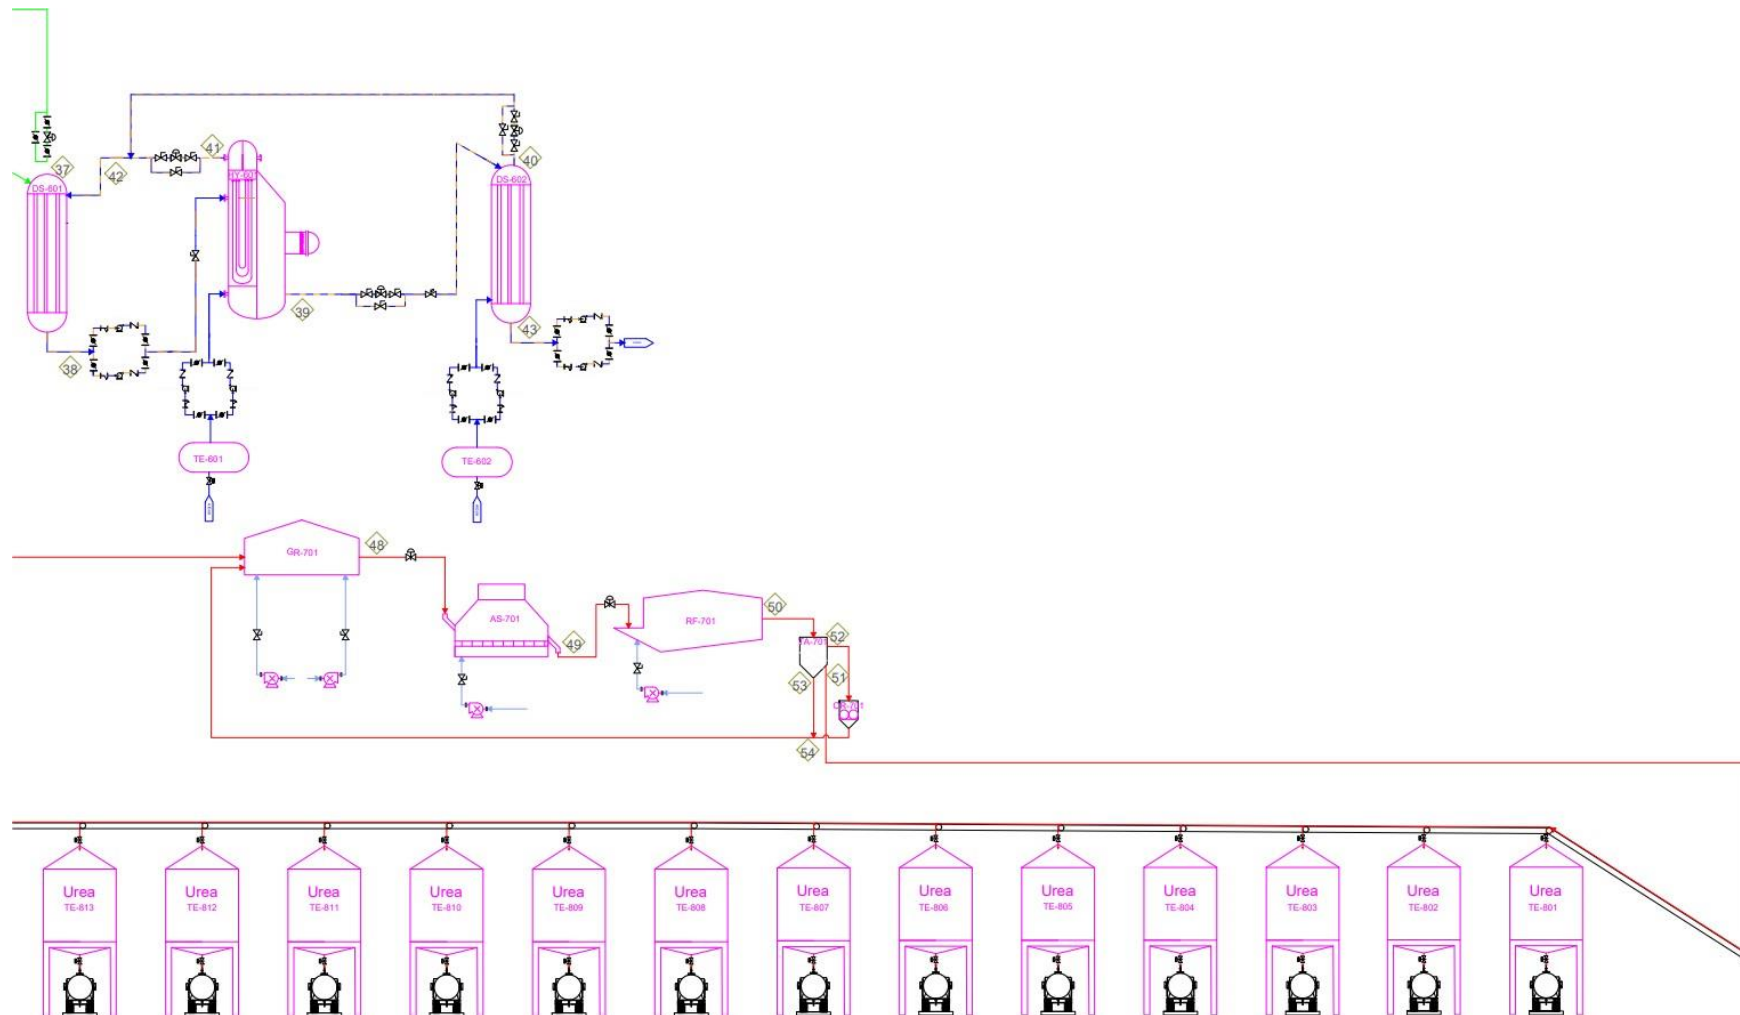 41
40
37
42
DS-601
DS-602
39
43
38
TE-601
TE-602
48
GR-701
50
AS-701
RF-701
52
49
51
53
54
Urea
TE-813
Urea
TE-812
Urea
TE-811
Urea
TE-810
Urea
TE-809
Urea
TE-808
Urea
TE-807
Urea
TE-806
Urea
TE-805
Urea
TE-804
Urea
TE-803
Urea
TE-802
Urea
TE-801